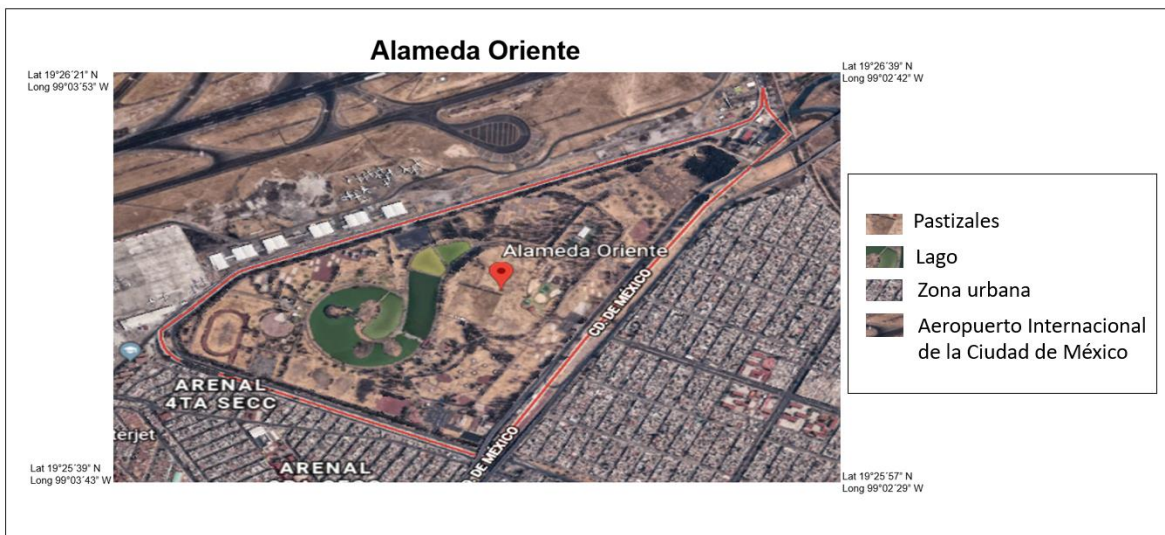 Alameda Oriente
Lat 19°26´21" N
Long 99°03´53" W
Lat 19°26´39" N
Long 99°02´42" W
Alameda Oriente
CD. DE MÉXICO
ARENAL
4TA SECC
terjet
DE MÉXICO
ARENAL
Lat 19°25´39" N
Long 99°03´43" W
Lat 19°25´57" N
Long 99°02´29" W
Pastizales
Lago
Zona urbana
Aeropuerto Internacional
de la Ciudad de México